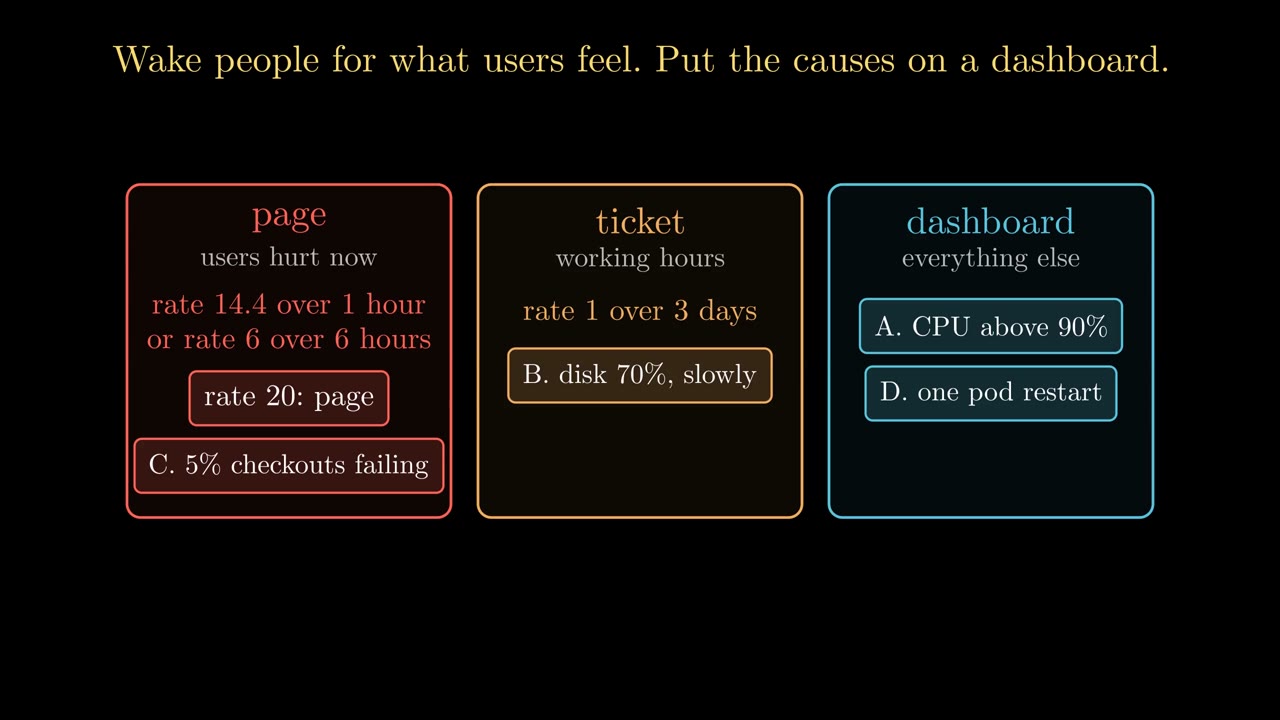 Wake people for what users feel. Put the causes on a dashboard.
page
users hurt now
rate 14.4 over 1 hour
or rate 6 over 6 hours
rate 20: page
C. 5% checkouts failing
ticket
working hours
rate 1 over 3 days
B. disk 70%, slowly
dashboard
everything else
A. CPU above 90%
D. one pod restart